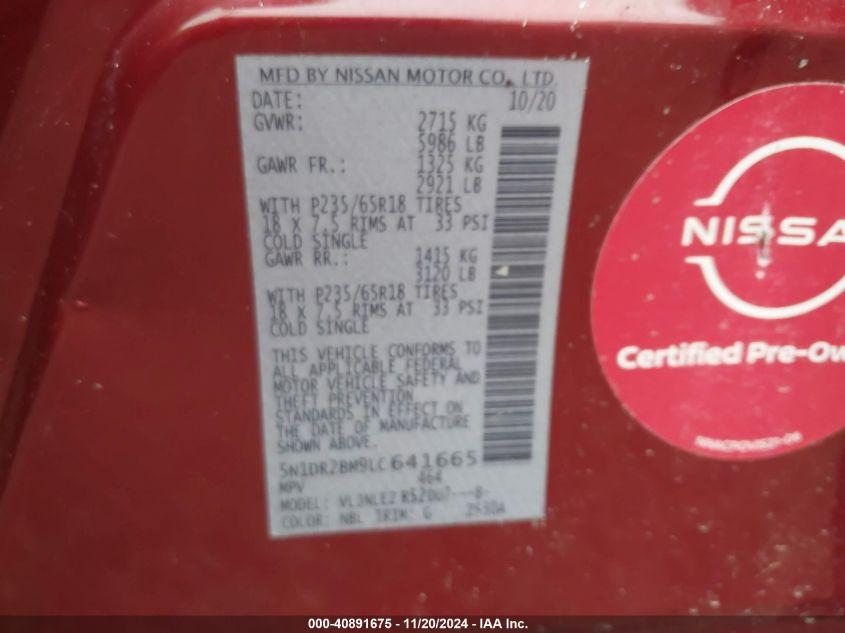 MFD BY NISSAN MOTOR CO., LTD.
DATE: 10/20
GVWR: 2715 KG
5986 LB
GAWR FR.: 1325 KG
2921 LB
WITH P235/65R18 TIRES
18 X 7.5 RIMS AT 33 PSI
COLD SINGLE
GAWR RR.: 1415 KG
3120 LB
WITH P235/65R18 TIRES
18 X 7.5 RIMS AT 33 PSI
COLD SINGLE
THIS VEHICLE CONFORMS TO
ALL APPLICABLE FEDERAL
MOTOR VEHICLE SAFETY AND
THEFT PREVENTION
STANDARDS IN EFFECT ON
THE DATE OF MANUFACTURE
SHOWN ABOVE.
5N1DR2BM9LC641665
MPV 464
MODEL:
COLOR: NBL TRIM: G
NISSA
Certified Pre-Ow
000-40891675 - 11/20/2024 - IAA Inc.